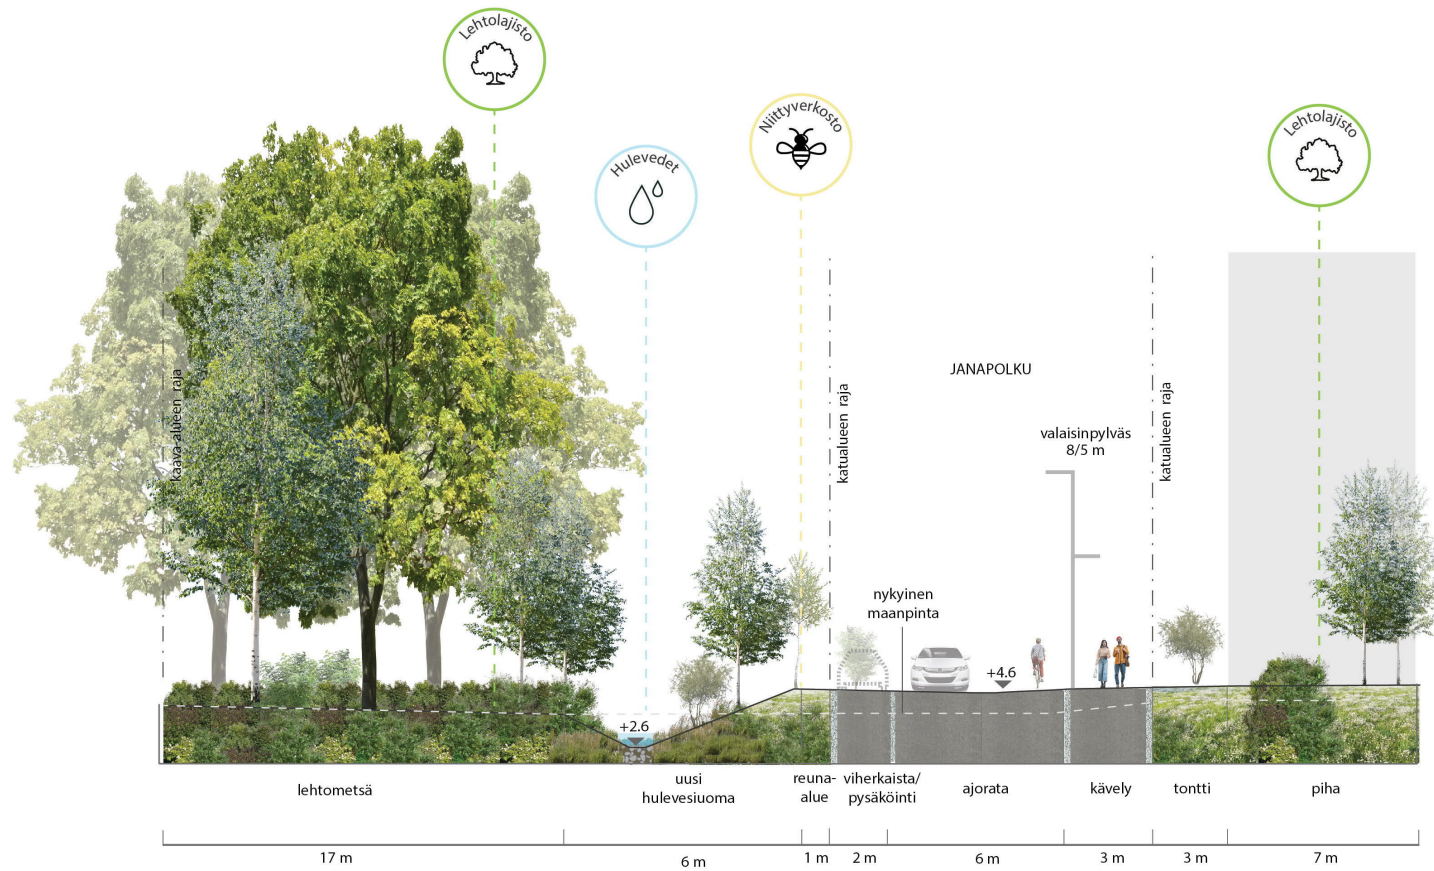 Lehtolajisto
Hulevedet
Niittyverkosto
Lehtolajisto
kaava-alueen raja
katualueen raja
JANAPOLKU
katualueen raja
valaisinpylväs
8/5 m
nykyinen
maanpinta
+4.6
+2.6
lehtometsä
uusi
hulevesiuoma
reuna-
alue
viherkaista/
pysäköinti
ajorata
kävely
tontti
piha
17 m
6 m
1 m
2 m
6 m
3 m
3 m
7 m